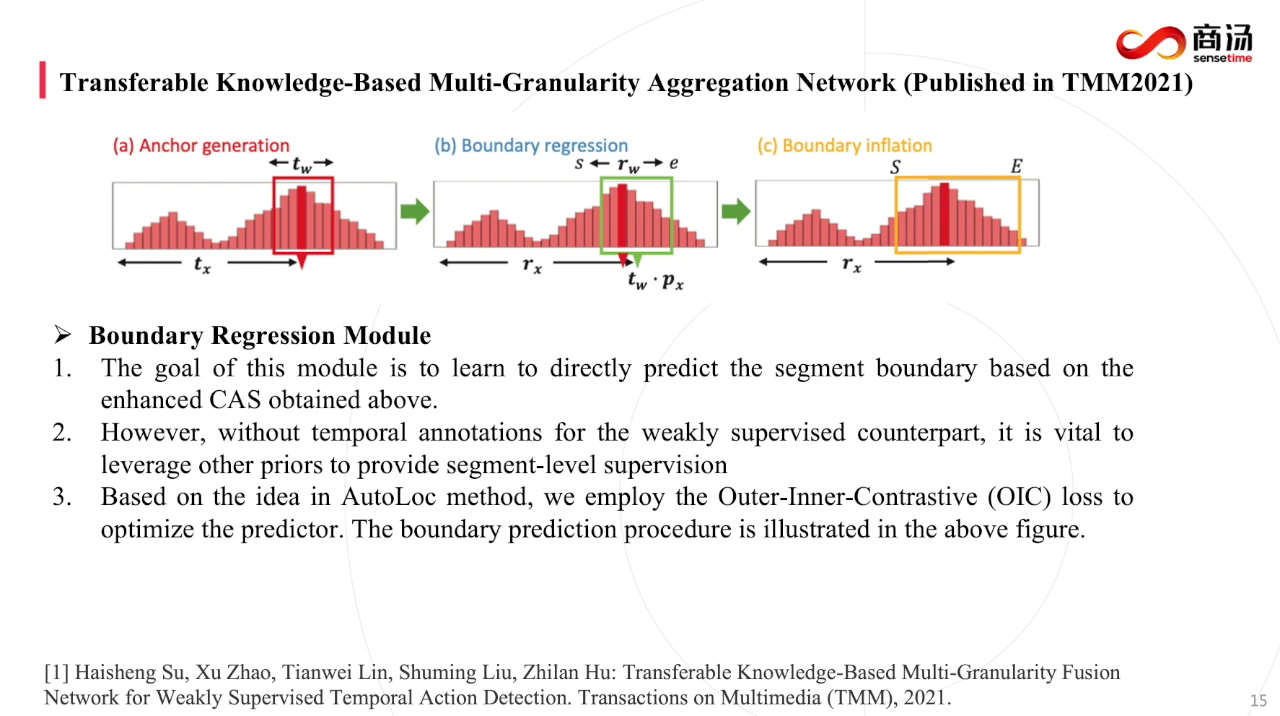 商汤
sensetime
Transferable Knowledge-Based Multi-Granularity Aggregation Network (Published in TMM2021)
(a) Anchor generation
(b) Boundary regression
(c) Boundary inflation
t_w
s r_w e
S E
t_x
r_x
r_x
t_w · p_x
➢ Boundary Regression Module
1. The goal of this module is to learn to directly predict the segment boundary based on the
enhanced CAS obtained above.
2. However, without temporal annotations for the weakly supervised counterpart, it is vital to
leverage other priors to provide segment-level supervision
3. Based on the idea in AutoLoc method, we employ the Outer-Inner-Contrastive (OIC) loss to
optimize the predictor. The boundary prediction procedure is illustrated in the above figure.
[1] Haisheng Su, Xu Zhao, Tianwei Lin, Shuming Liu, Zhilan Hu: Transferable Knowledge-Based Multi-Granularity Fusion
Network for Weakly Supervised Temporal Action Detection. Transactions on Multimedia (TMM), 2021.
15